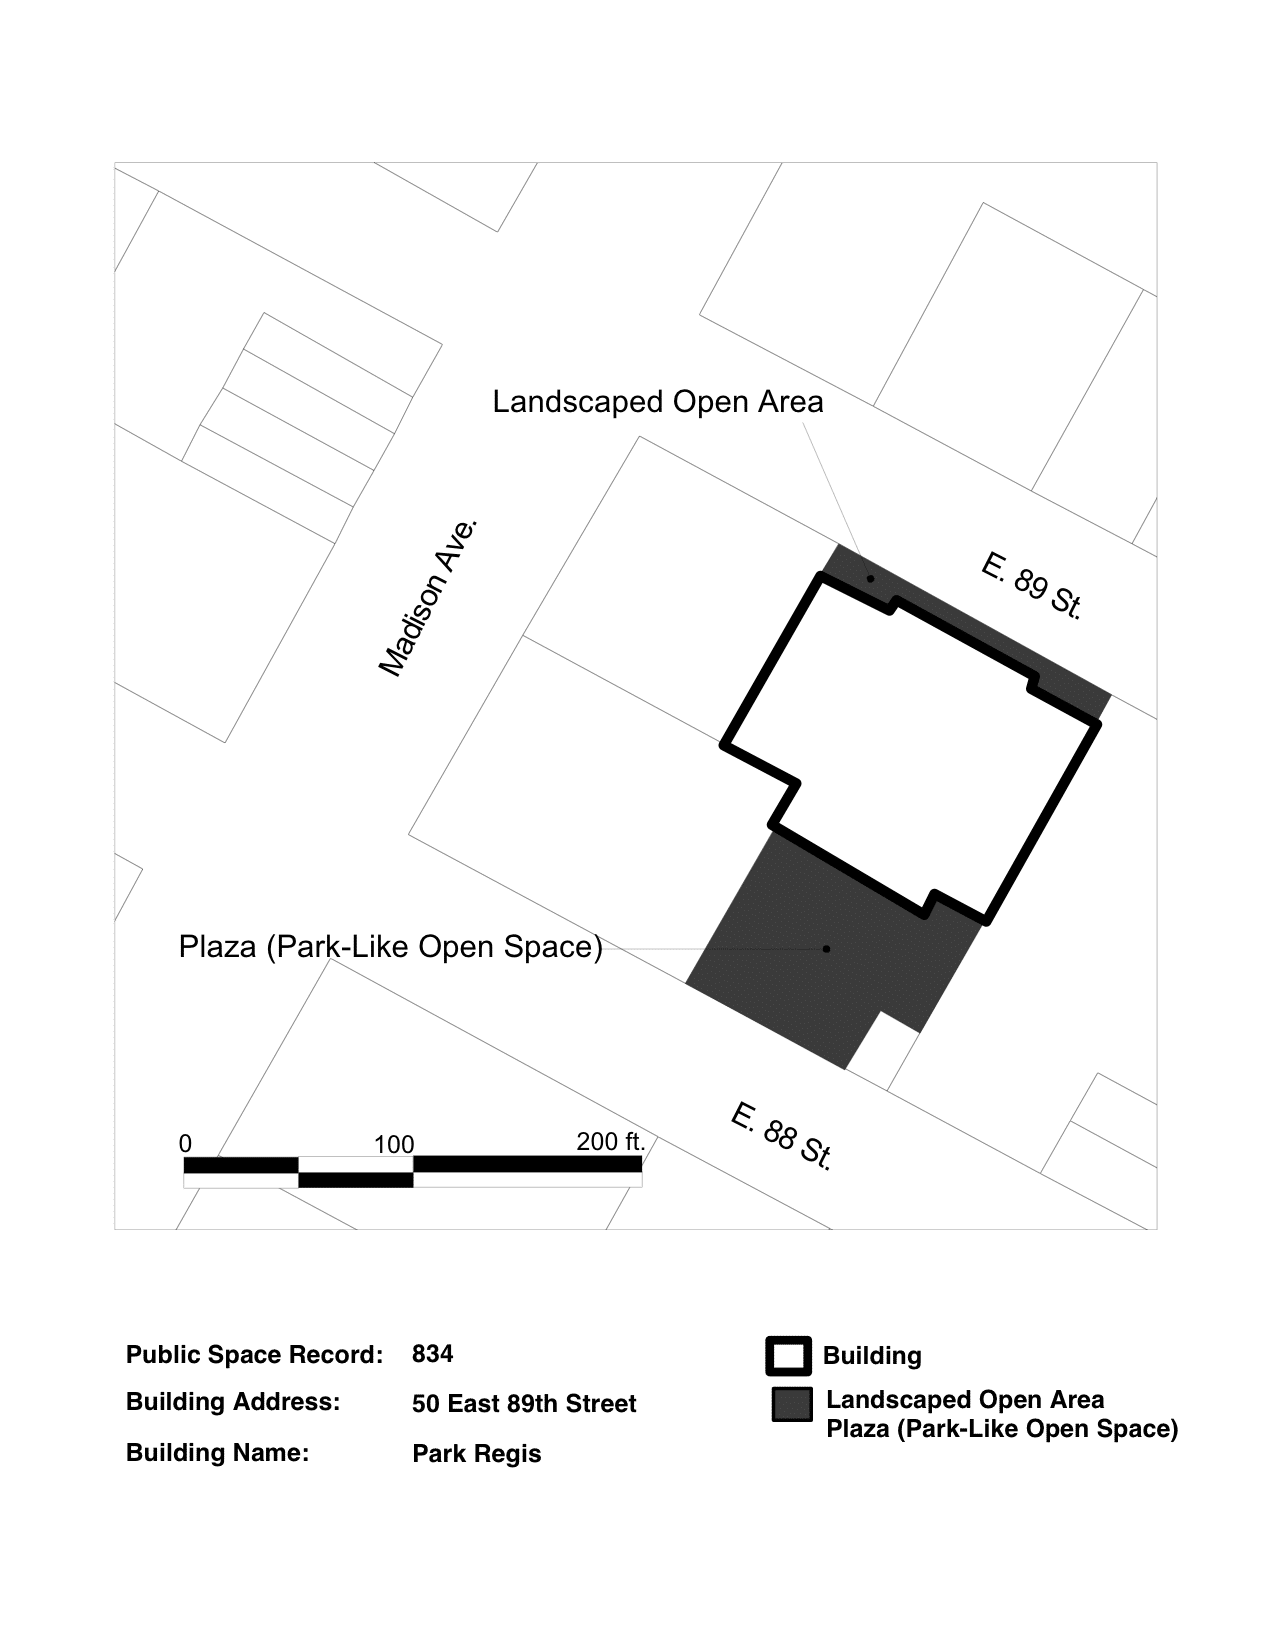 Landscaped Open Area
E. 89 St.
Madison Ave.
Plaza (Park-Like Open Space)
E. 88 St.
0 100 200 ft.
Public Space Record: 834
Building Address: 50 East 89th Street
Building Name: Park Regis
Building
Landscaped Open Area
Plaza (Park-Like Open Space)